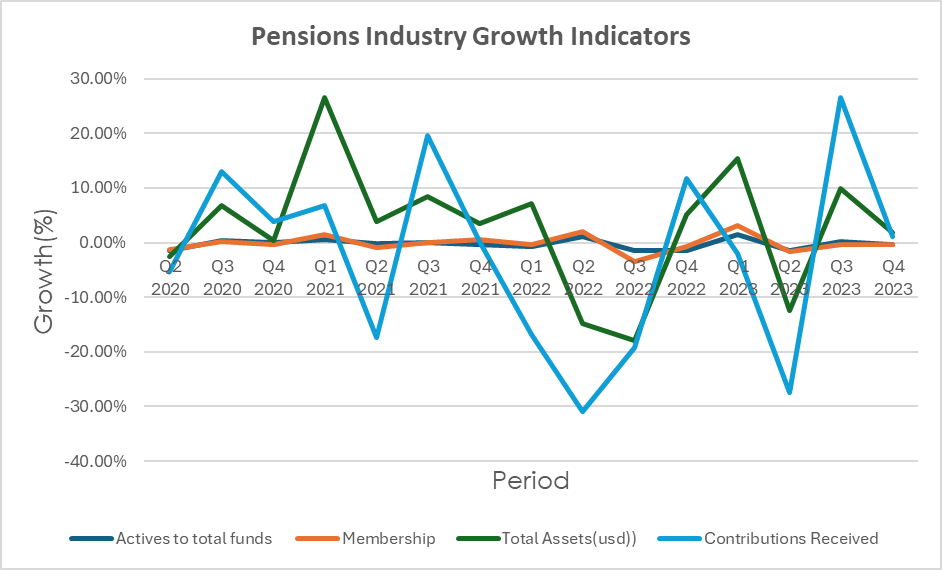 Pensions Industry Growth Indicators
30.00%
20.00%
10.00%
0.00%
-10.00%
-20.00%
-30.00%
-40.00%
Growth(%)
Q2 Q3 Q4 Q1 Q2 Q3 Q4 Q1 Q2 Q3 Q4 Q1 Q2 Q3 Q4
2020 2020 2020 2021 2021 2021 2021 2022 2022 2022 2022 2023 2023 2023 2023
Period
Actives to total funds Membership Total Assets(usd)) Contributions Received